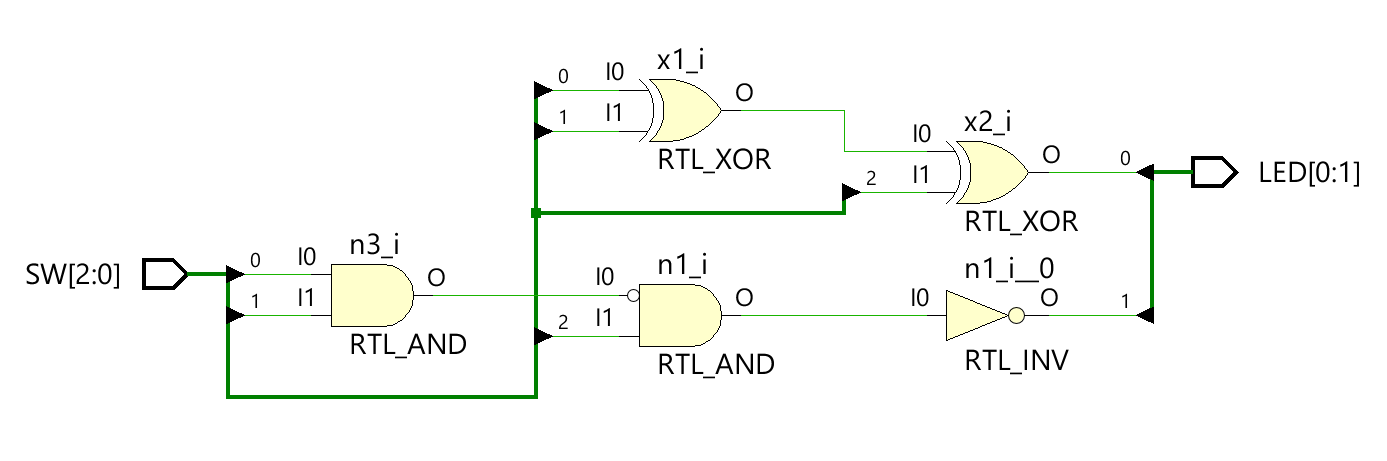 x1_i
0 I0 O
1 I1
RTL_XOR
x2_i
I0 O 0 LED[0:1]
2 I1
RTL_XOR
n3_i
SW[2:0] 0 I0 O
1 I1
RTL_AND
n1_i
I0 O
2 I1
RTL_AND
n1_i__0
I0 O 1
RTL_INV